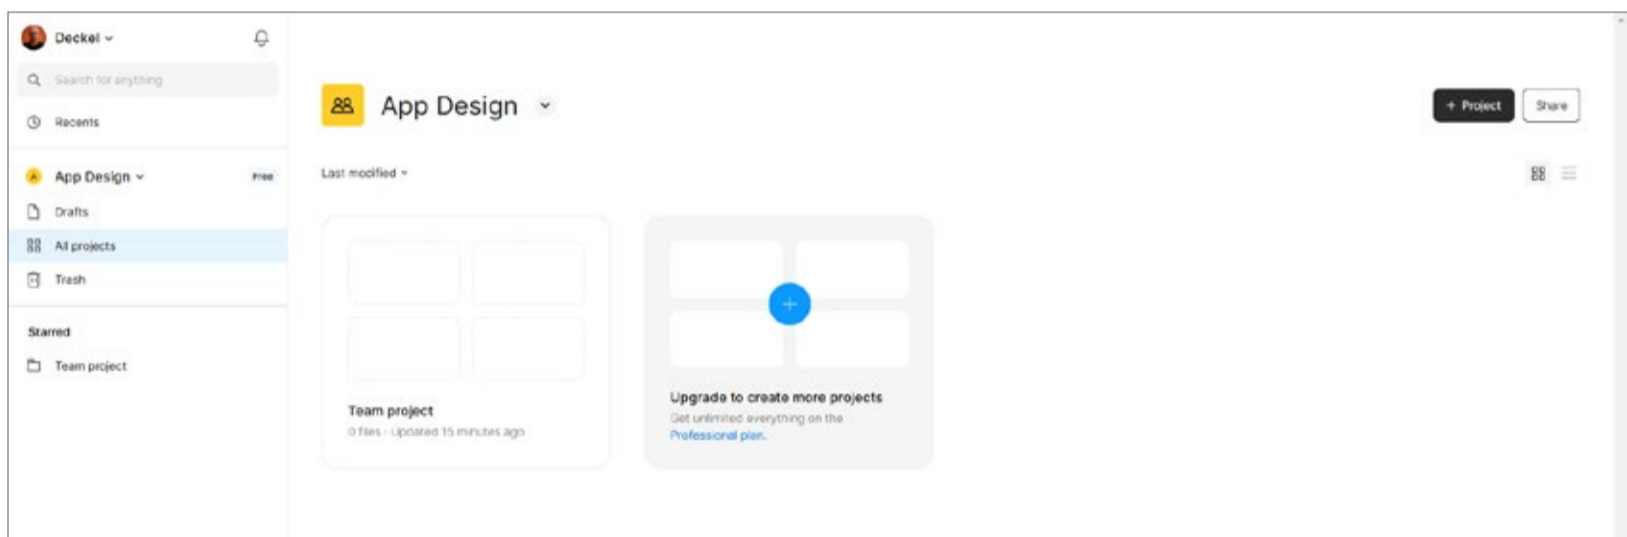 Deckel
Search for anything
Recents
A App Design Free
Drafts
All projects
Trash
Starred
Team project
App Design
+ Project Share
Last modified
Team project
0 files · Updated 15 minutes ago
Upgrade to create more projects
Get unlimited everything on the
Professional plan.